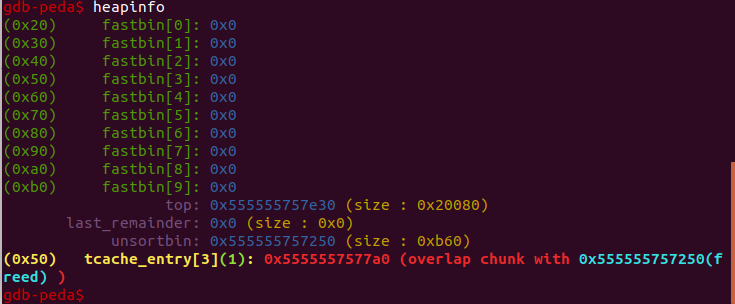 gdb-peda$ heapinfo
(0x20)     fastbin[0]: 0x0
(0x30)     fastbin[1]: 0x0
(0x40)     fastbin[2]: 0x0
(0x50)     fastbin[3]: 0x0
(0x60)     fastbin[4]: 0x0
(0x70)     fastbin[5]: 0x0
(0x80)     fastbin[6]: 0x0
(0x90)     fastbin[7]: 0x0
(0xa0)     fastbin[8]: 0x0
(0xb0)     fastbin[9]: 0x0
                  top: 0x555555757e30 (size : 0x20080)
       last_remainder: 0x0 (size : 0x0)
            unsortbin: 0x555555757250 (size : 0xb60)
(0x50)   tcache_entry[3](1): 0x5555557577a0 (overlap chunk with 0x555555757250(f
reed) )
gdb-peda$